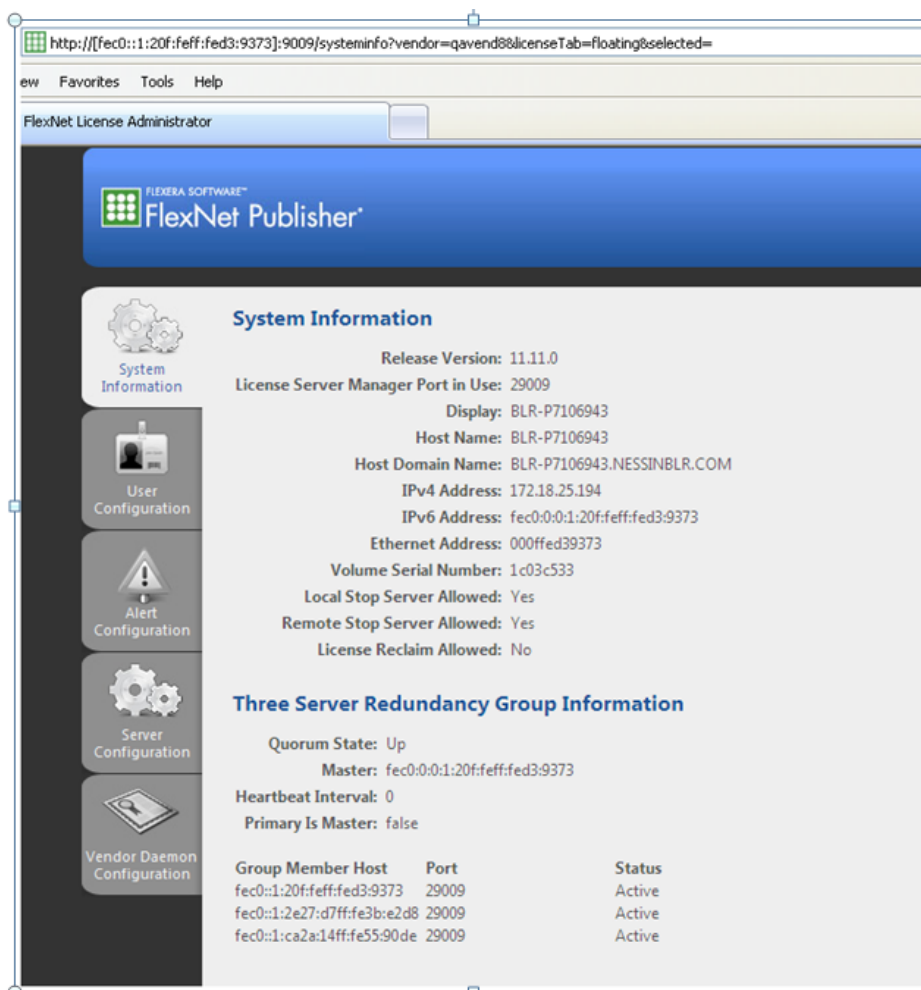 http://[fec0::1:20f:feff:fed3:9373]:9009/systeminfo?vendor=qavend8&licenseTab=floating&selected=
ew Favorites Tools Help
FlexNet License Administrator
FLEXERA SOFTWARE™
FlexNet Publisher
System Information
System Information
Release Version: 11.11.0
License Server Manager Port in Use: 29009
Display: BLR-P7106943
Host Name: BLR-P7106943
Host Domain Name: BLR-P7106943.NESSINBLR.COM
IPv4 Address: 172.18.25.194
IPv6 Address: fec0:0:0:1:20f:feff:fed3:9373
Ethernet Address: 000ffed39373
Volume Serial Number: 1c03c533
Local Stop Server Allowed: Yes
Remote Stop Server Allowed: Yes
License Reclaim Allowed: No
User
Configuration
Alert
Configuration
Server
Configuration
Vendor Daemon
Configuration
Three Server Redundancy Group Information
Quorum State: Up
Master: fec0:0:0:1:20f:feff:fed3:9373
Heartbeat Interval: 0
Primary Is Master: false
Group Member Host Port Status
fec0::1:20f:feff:fed3:9373 29009 Active
fec0::1:2e27:d7ff:fe3b:e2d8 29009 Active
fec0::1:ca2a:14ff:fe55:90de 29009 Active